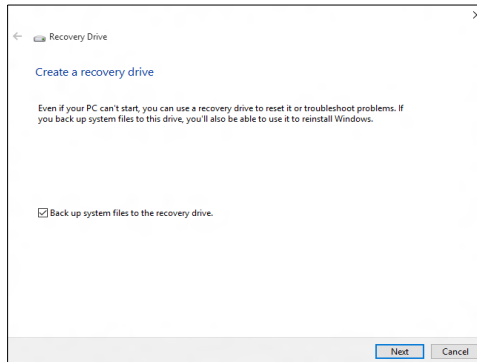 Recovery Drive
Create a recovery drive
Even if your PC can't start, you can use a recovery drive to reset it or troubleshoot problems. If
you back up system files to this drive, you'll also be able to use it to reinstall Windows.
Back up system files to the recovery drive.
Next Cancel